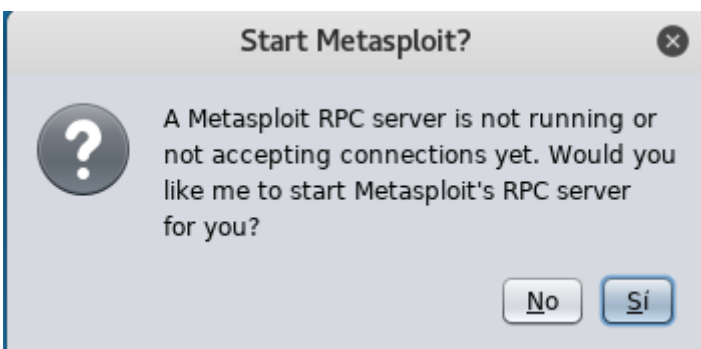 Start Metasploit?
A Metasploit RPC server is not running or
not accepting connections yet. Would you
like me to start Metasploit's RPC server
for you?
No
Sí